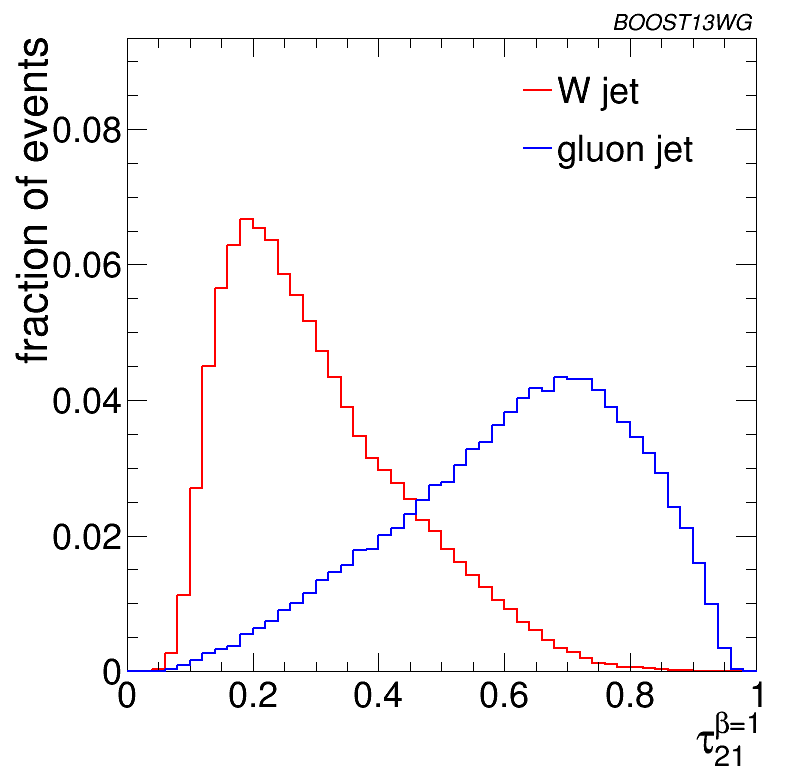 BOOST13WG
W jet
gluon jet
fraction of events
0.08
0.06
0.04
0.02
0
0 0.2 0.4 0.6 0.8 1
τ21β=1